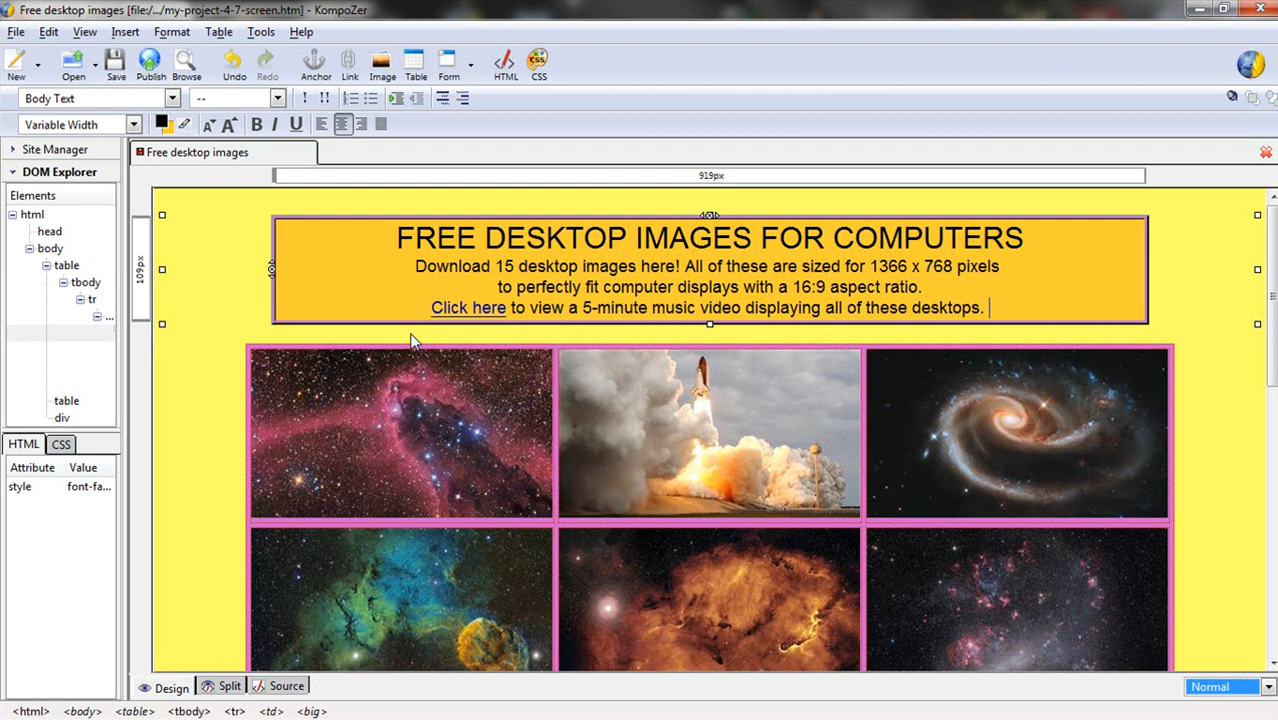 Free desktop images [file:/.../my-project-4-7-screen.htm] - KompoZer
File Edit View Insert Format Table Tools Help
New Open Save Publish Browse Undo Redo Anchor Link Image Table Form HTML CSS
Body Text -- ! !!
Variable Width A A B I U
Site Manager
Free desktop images
DOM Explorer
919px
Elements
html
head
body
table
tbody
tr
...
table
div
109px
FREE DESKTOP IMAGES FOR COMPUTERS
Download 15 desktop images here! All of these are sized for 1366 x 768 pixels
to perfectly fit computer displays with a 16:9 aspect ratio.
Click here to view a 5-minute music video displaying all of these desktops.
HTML CSS
Attribute Value
style font-fa...
Design Split Source Normal
<html> <body> <table> <tbody> <tr> <td> <big>